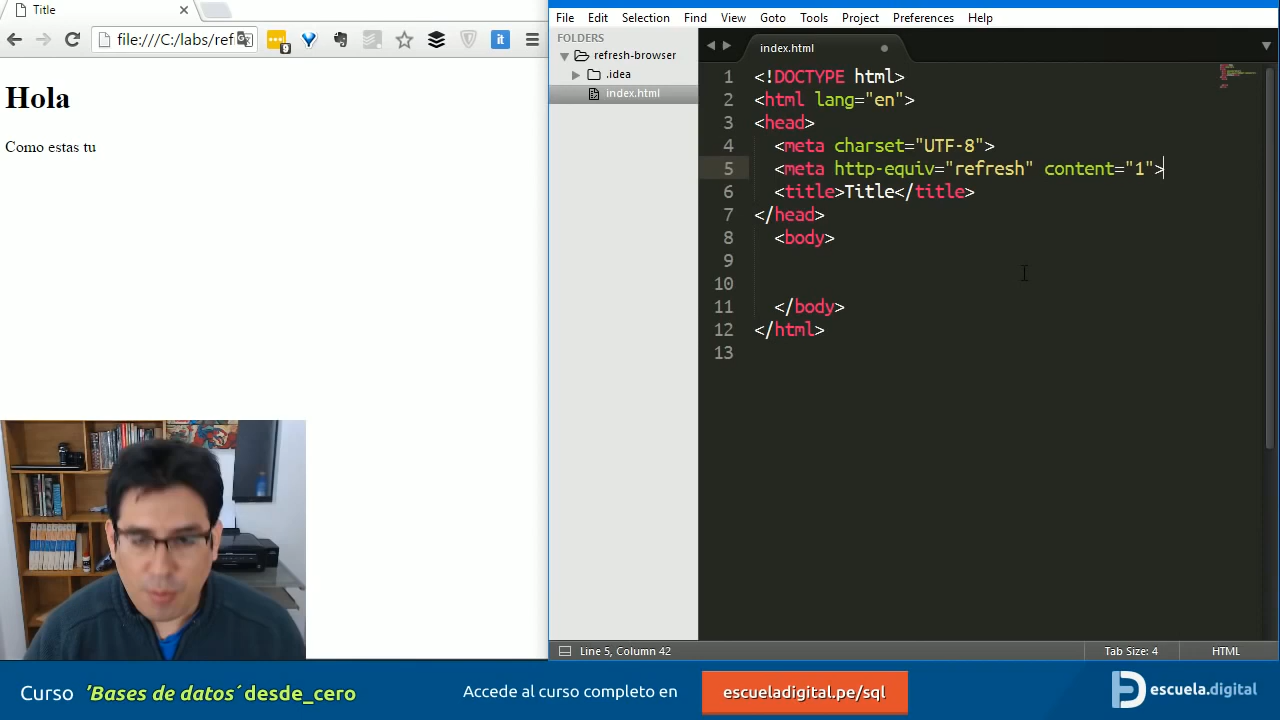 Title
file:///C:/labs/ref
9
it
Hola
Como estas tu
File Edit Selection Find View Goto Tools Project Preferences Help
FOLDERS
refresh-browser
.idea
index.html
index.html
1 <!DOCTYPE html>
2 <html lang="en">
3 <head>
4 <meta charset="UTF-8">
5 <meta http-equiv="refresh" content="1">
6 <title>Title</title>
7 </head>
8 <body>
9
10
11 </body>
12 </html>
13
Line 5, Column 42
Tab Size: 4
HTML
Curso 'Bases de datos´ desde_cero
Accede al curso completo en
escueladigital.pe/sql
escuela.digital